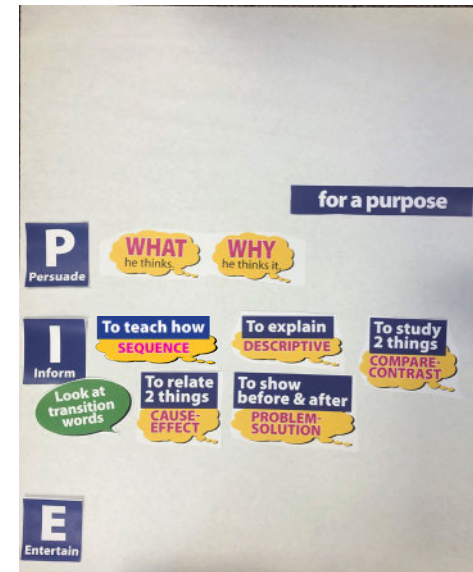 for a purpose
P
Persuade
WHAT
he thinks.
WHY
he thinks it.
I
Inform
To teach how
SEQUENCE
To explain
DESCRIPTIVE
To study
2 things
COMPARE-
CONTRAST
Look at
transition
words
To relate
2 things
CAUSE-
EFFECT
To show
before & after
PROBLEM-
SOLUTION
E
Entertain